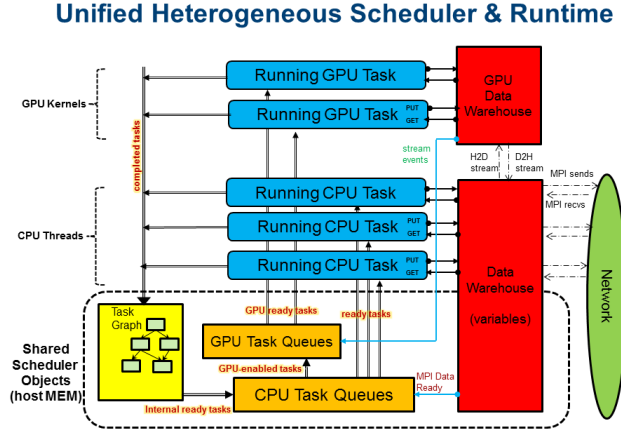 Unified Heterogeneous Scheduler & Runtime
Running GPU Task
GPU
Data
Warehouse
GPU Kernels
Running GPU Task
PUT
GET
completed tasks
stream
events
H2D
stream
D2H
stream
MPI sends
MPI recvs
Running CPU Task
CPU Threads
Running CPU Task
PUT
GET
Running CPU Task
PUT
GET
Data
Warehouse
(variables)
Network
Task
Graph
GPU ready tasks
ready tasks
Shared
Scheduler
Objects
(host MEM)
GPU Task Queues
GPU-enabled tasks
MPI Data
Ready
CPU Task Queues
Internal ready tasks